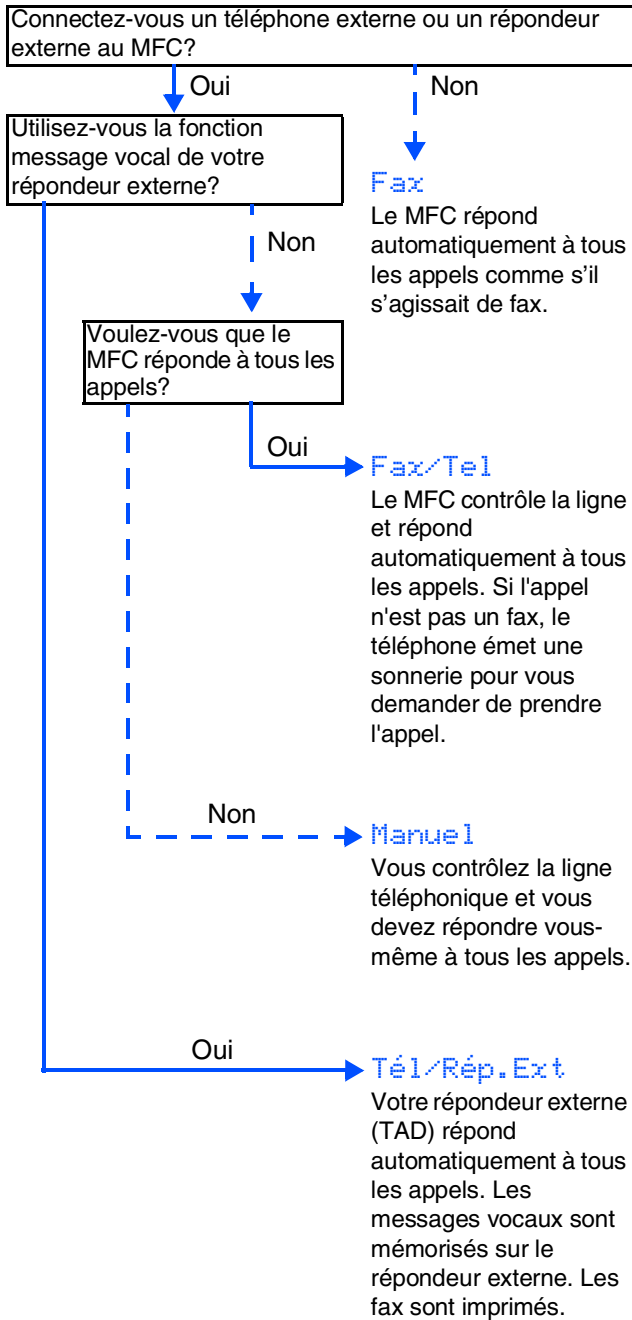 Connectez-vous un téléphone externe ou un répondeur
externe au MFC?
Oui
Non
Utilisez-vous la fonction
message vocal de votre
répondeur externe?
Fax
Le MFC répond
automatiquement à tous
les appels comme s’il
s’agissait de fax.
Non
Voulez-vous que le
MFC réponde à tous les
appels?
Oui
Fax/Tel
Le MFC contrôle la ligne
et répond
automatiquement à tous
les appels. Si l'appel
n'est pas un fax, le
téléphone émet une
sonnerie pour vous
demander de prendre
l'appel.
Non
Manuel
Vous contrôlez la ligne
téléphonique et vous
devez répondre vous-
même à tous les appels.
Oui
Tél/Rép.Ext
Votre répondeur externe
(TAD) répond
automatiquement à tous
les appels. Les
messages vocaux sont
mémorisés sur le
répondeur externe. Les
fax sont imprimés.